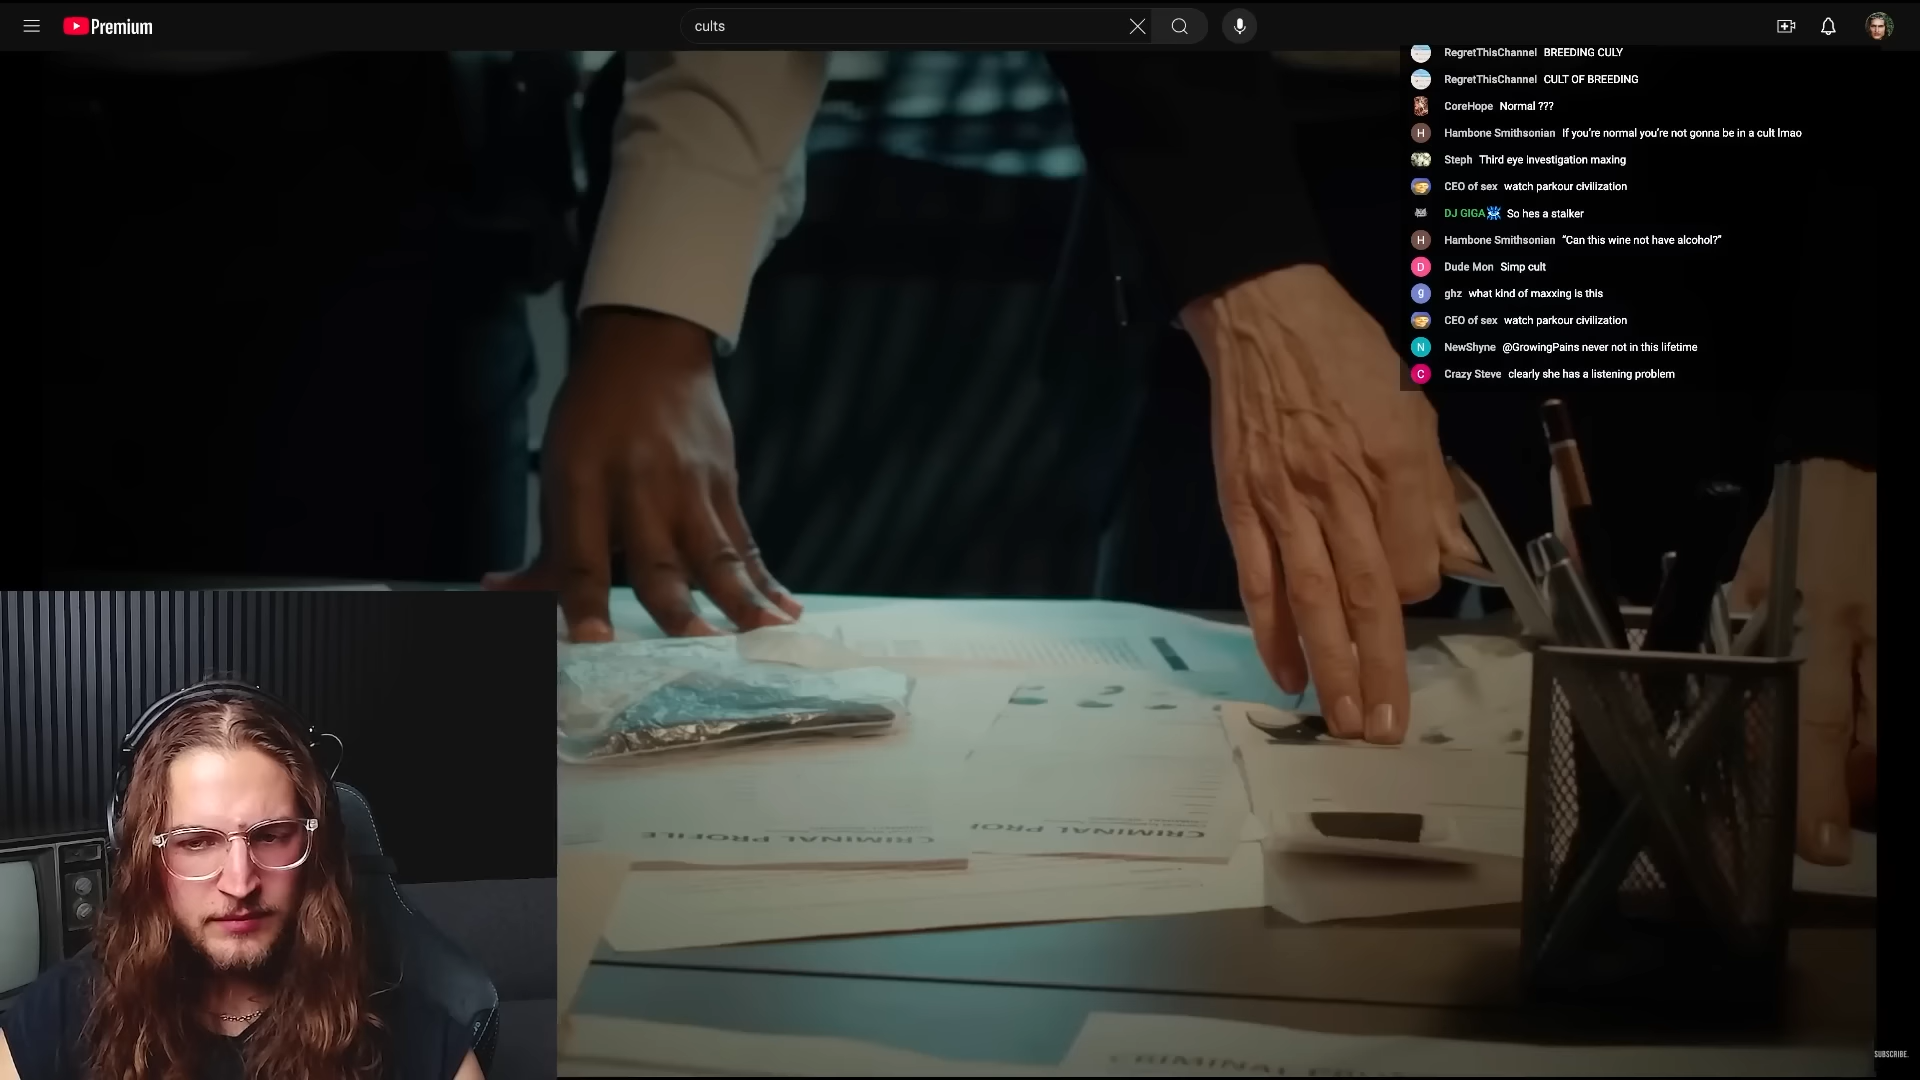 Premium
cults
RegretThisChannel BREEDING CULY
RegretThisChannel CULT OF BREEDING
CoreHope Normal ???
H Hambone Smithsonian If you're normal you're not gonna be in a cult lmao
Steph Third eye investigation maxing
CEO of sex watch parkour civilization
DJ GIGA So hes a stalker
H Hambone Smithsonian "Can this wine not have alcohol?"
D Dude Mon Simp cult
g ghz what kind of maxxing is this
CEO of sex watch parkour civilization
N NewShyne @GrowingPains never not in this lifetime
C Crazy Steve clearly she has a listening problem
CRIMINAL PROFILE
CRIMINAL PROF
CRIMINAL
SUBSCRIBE